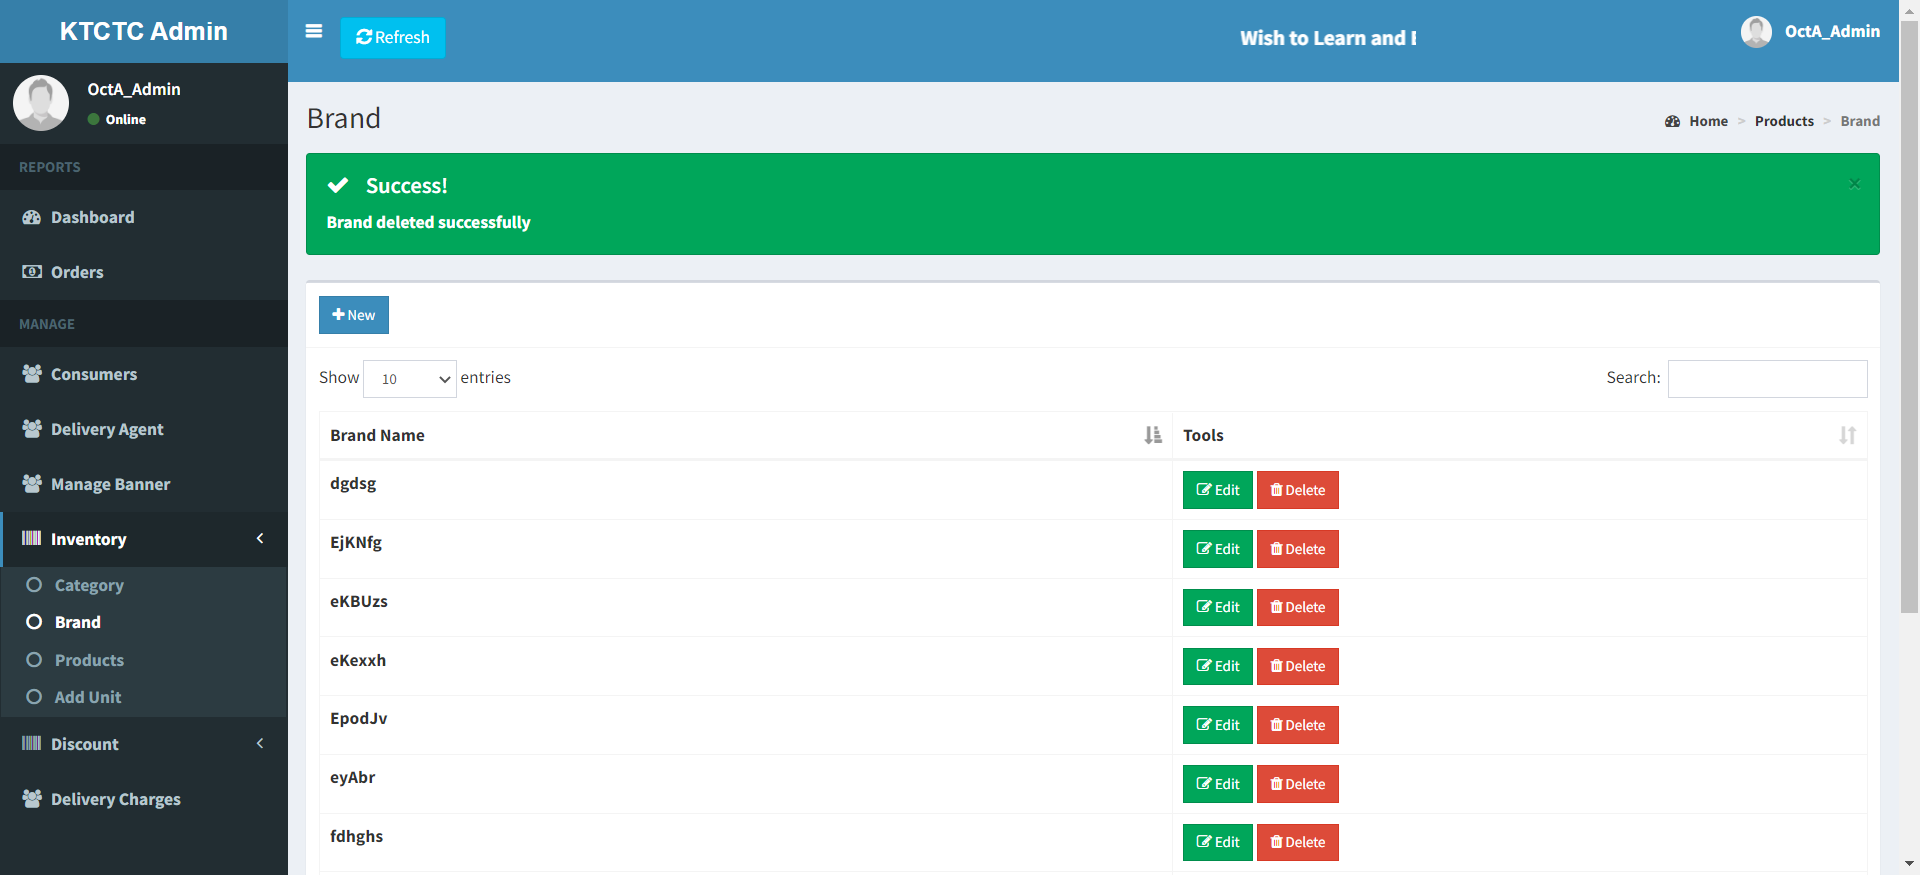 KTCTC Admin
Refresh
Wish to Learn and
OctA_Admin
OctA_Admin
Online
REPORTS
Dashboard
Orders
MANAGE
Consumers
Delivery Agent
Manage Banner
Inventory
Category
Brand
Products
Add Unit
Discount
Delivery Charges
Brand
Home > Products > Brand
Success!
×
Brand deleted successfully
New
Show 10 entries
Search:
Brand Name Tools
dgdsg Edit Delete
EjKNfg Edit Delete
eKBUzs Edit Delete
eKexxh Edit Delete
EpodJv Edit Delete
eyAbr Edit Delete
fdhghs Edit Delete